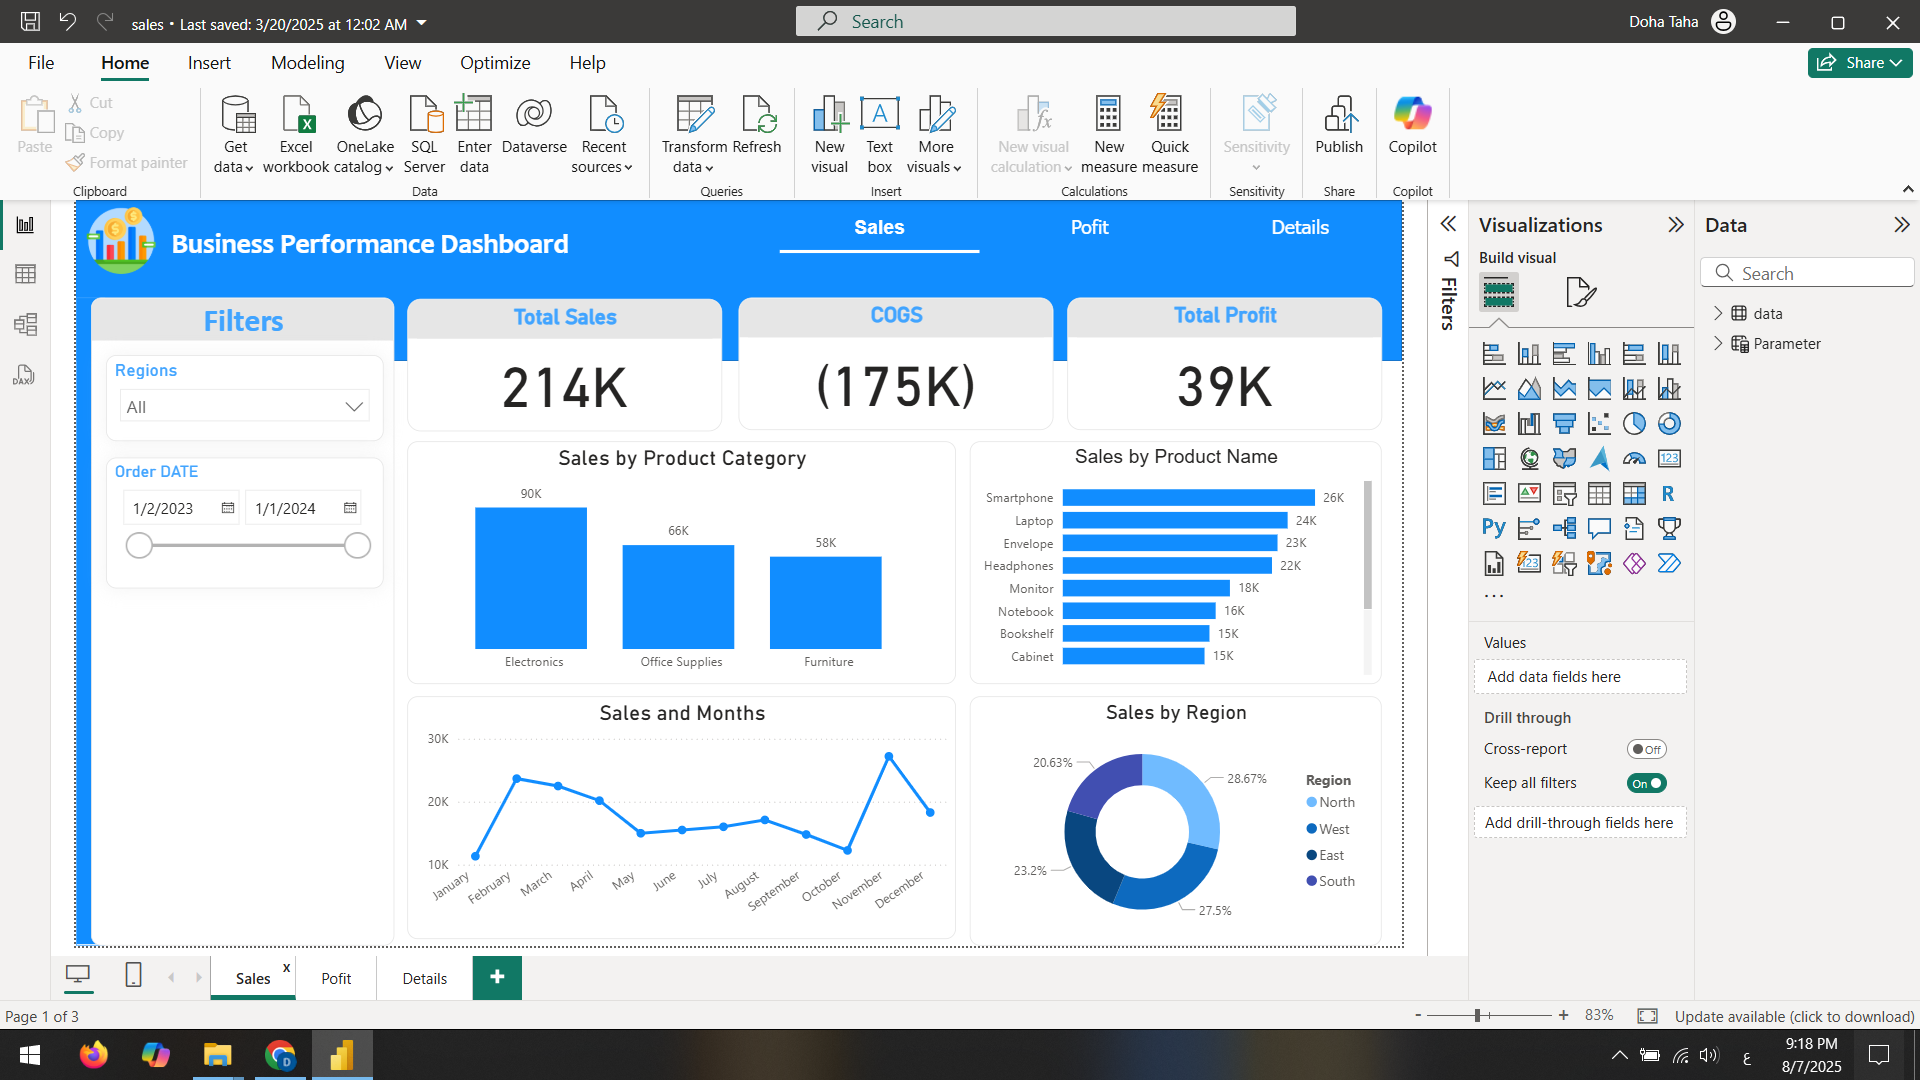 sales • Last saved: 3/20/2025 at 12:02 AM
Search
Doha Taha
File Home Insert Modeling View Optimize Help
Share
Paste
Cut
Copy
Format painter
Clipboard
Get data
Excel workbook
OneLake catalog
SQL Server
Enter data
Dataverse
Recent sources
Data
Transform data
Refresh
Queries
New visual
Text box
More visuals
Insert
New visual calculation
New measure
Quick measure
Calculations
Sensitivity
Sensitivity
Publish
Share
Copilot
Copilot
Business Performance Dashboard
Sales Pofit Details
Filters
Regions
All
Order DATE
1/2/2023 1/1/2024
Total Sales
214K
COGS
(175K)
Total Profit
39K
Sales by Product Category
90K
66K
58K
Electronics Office Supplies Furniture
Sales by Product Name
Smartphone 26K
Laptop 24K
Envelope 23K
Headphones 22K
Monitor 18K
Notebook 16K
Bookshelf 15K
Cabinet 15K
Sales and Months
30K
20K
10K
January February March April May June July August September October November December
Sales by Region
20.63%
28.67%
23.2%
27.5%
Region
North
West
East
South
Filters
Visualizations
Build visual
123
R
Py
123
...
Values
Add data fields here
Drill through
Cross-report Off
Keep all filters On
Add drill-through fields here
Data
Search
data
Parameter
DAX
Sales x Pofit Details +
Page 1 of 3
- + 83%
Update available (click to download)
D
ع
9:18 PM
8/7/2025